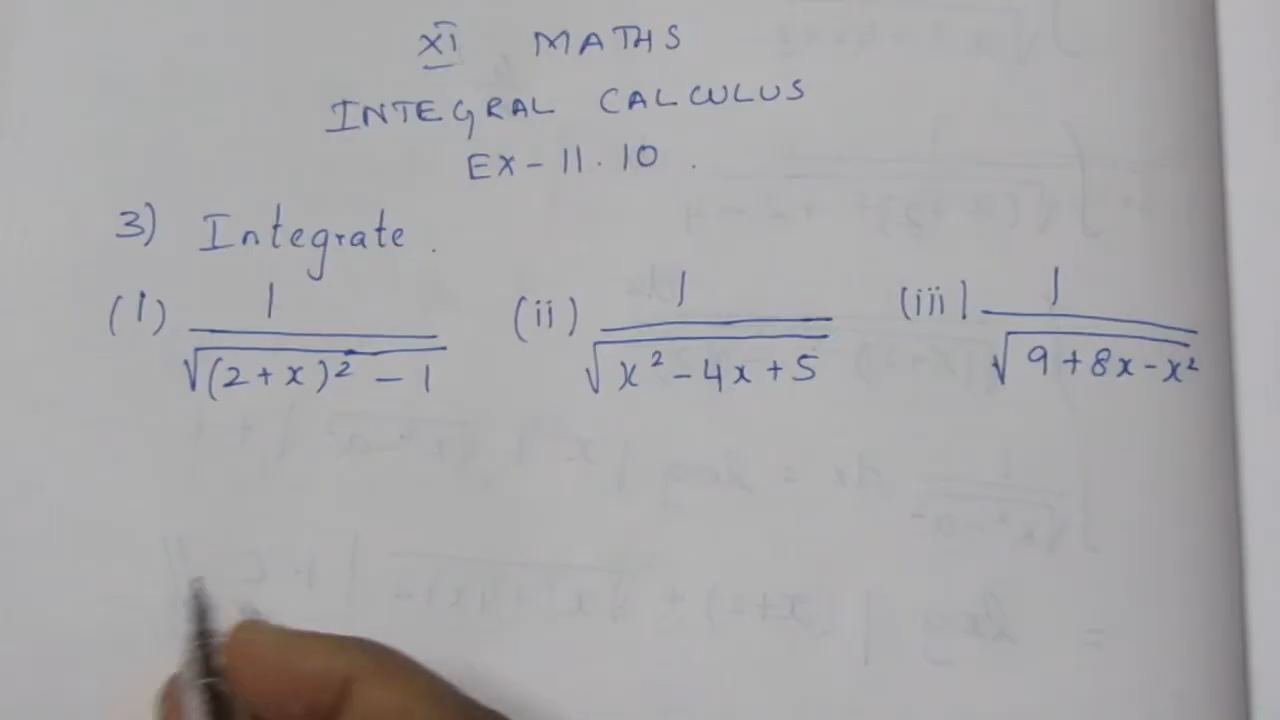 XI MATHS
INTEGRAL CALCULUS
EX-11.10.
3) Integrate.
(i) 1/√((2+x)² - 1) (ii) 1/√(x² - 4x + 5) (iii) 1/√(9 + 8x - x²)